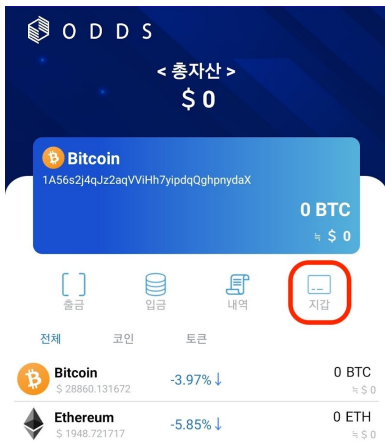 O D D S
< 총자산 >
$ 0
Bitcoin
1A56s2j4qJz2aqVViHh7yipdqQghpnydaX
0 BTC
≒ $ 0
출금 입금 내역 지갑
전체 코인 토큰
Bitcoin -3.97%↓ 0 BTC
$ 28860.131672 ≒ $ 0
Ethereum -5.85%↓ 0 ETH
$ 1948.721717 ≒ $ 0